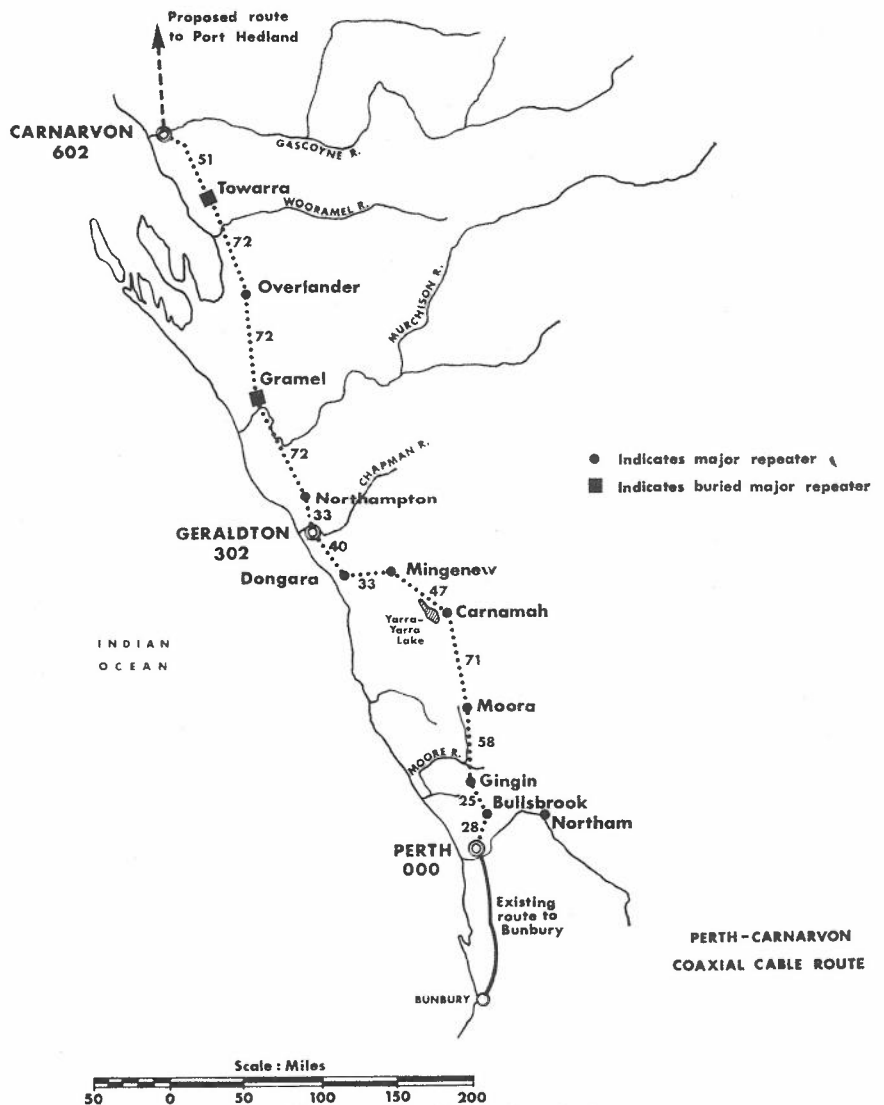 Proposed route
to Port Hedland
CARNARVON
602
GASCOYNE R.
51
Towarra
WOORAMEL R.
72
Overlander
MURCHISON R.
72
Gramel
72
CHAPMAN R.
Indicates major repeater
Indicates buried major repeater
Northampton
33
GERALDTON
302
40
Dongara
33
Mingenew
47
Carnamah
Yarra-
Yarra
Lake
INDIAN
OCEAN
71
Moora
58
MOORE R.
Gingin
25
Bullsbrook
Northam
28
PERTH
000
Existing
route to
Bunbury
PERTH-CARNARVON
COAXIAL CABLE ROUTE
BUNBURY
Scale : Miles
50 0 50 100 150 200